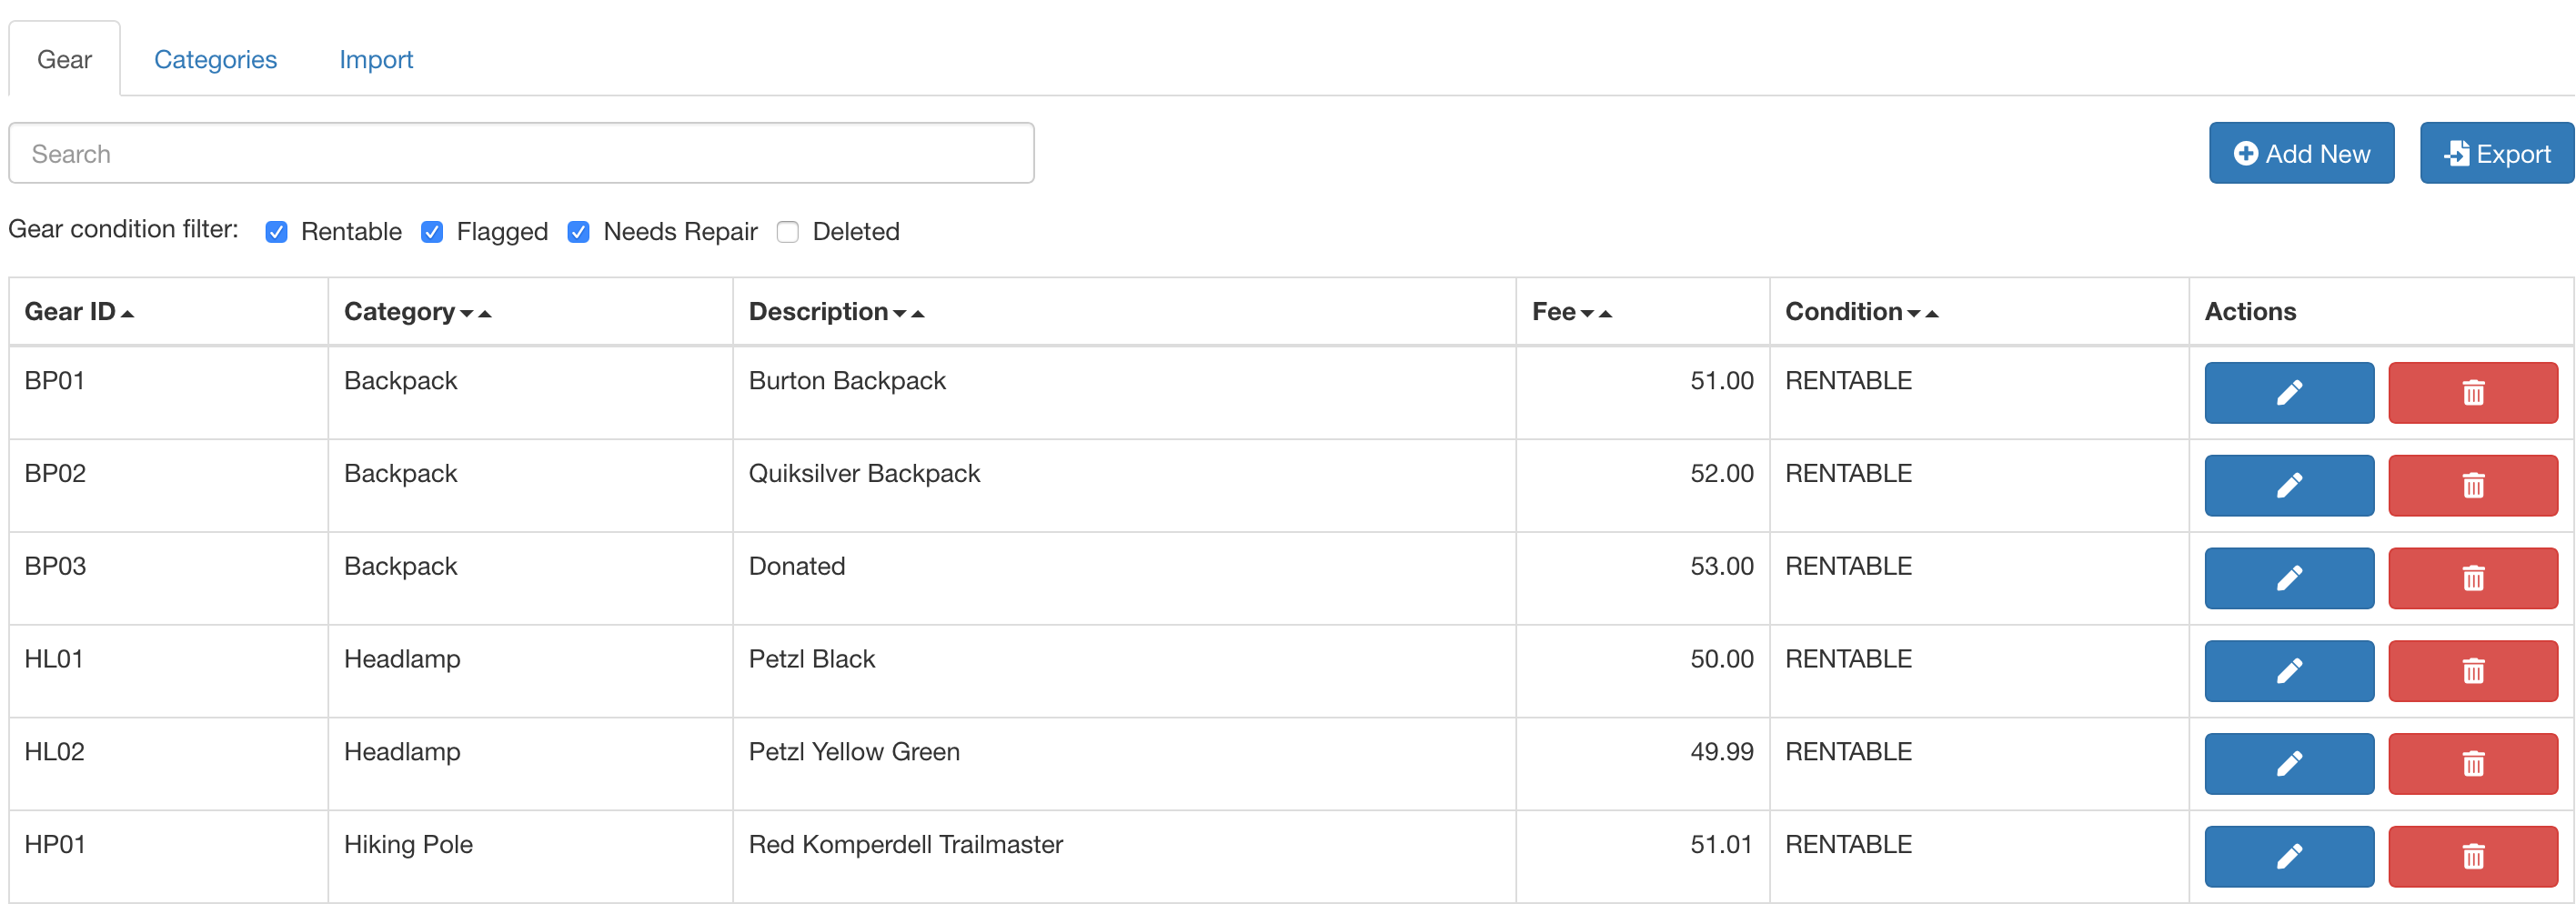 Gear Categories Import
Search Add New Export
Gear condition filter: Rentable Flagged Needs Repair Deleted
Gear ID Category Description Fee Condition Actions
BP01 Backpack Burton Backpack 51.00 RENTABLE
BP02 Backpack Quiksilver Backpack 52.00 RENTABLE
BP03 Backpack Donated 53.00 RENTABLE
HL01 Headlamp Petzl Black 50.00 RENTABLE
HL02 Headlamp Petzl Yellow Green 49.99 RENTABLE
HP01 Hiking Pole Red Komperdell Trailmaster 51.01 RENTABLE